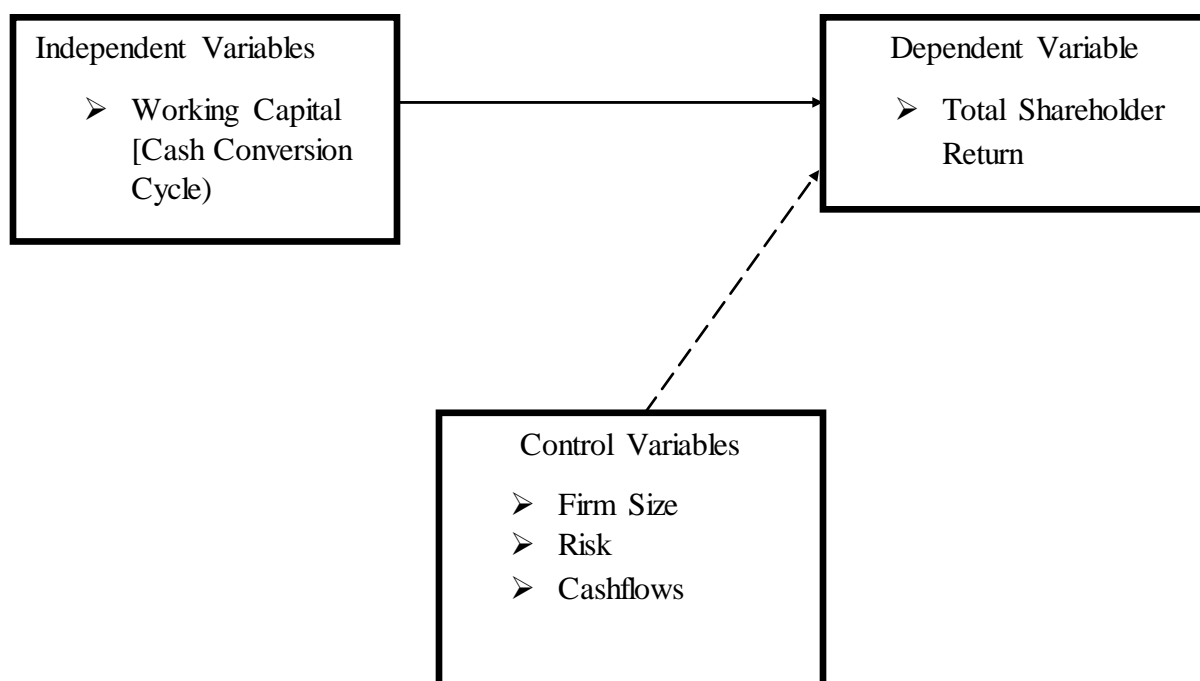 Independent Variables
➢ Working Capital
[Cash Conversion
Cycle)
Dependent Variable
➢ Total Shareholder
Return
Control Variables
➢ Firm Size
➢ Risk
➢ Cashflows